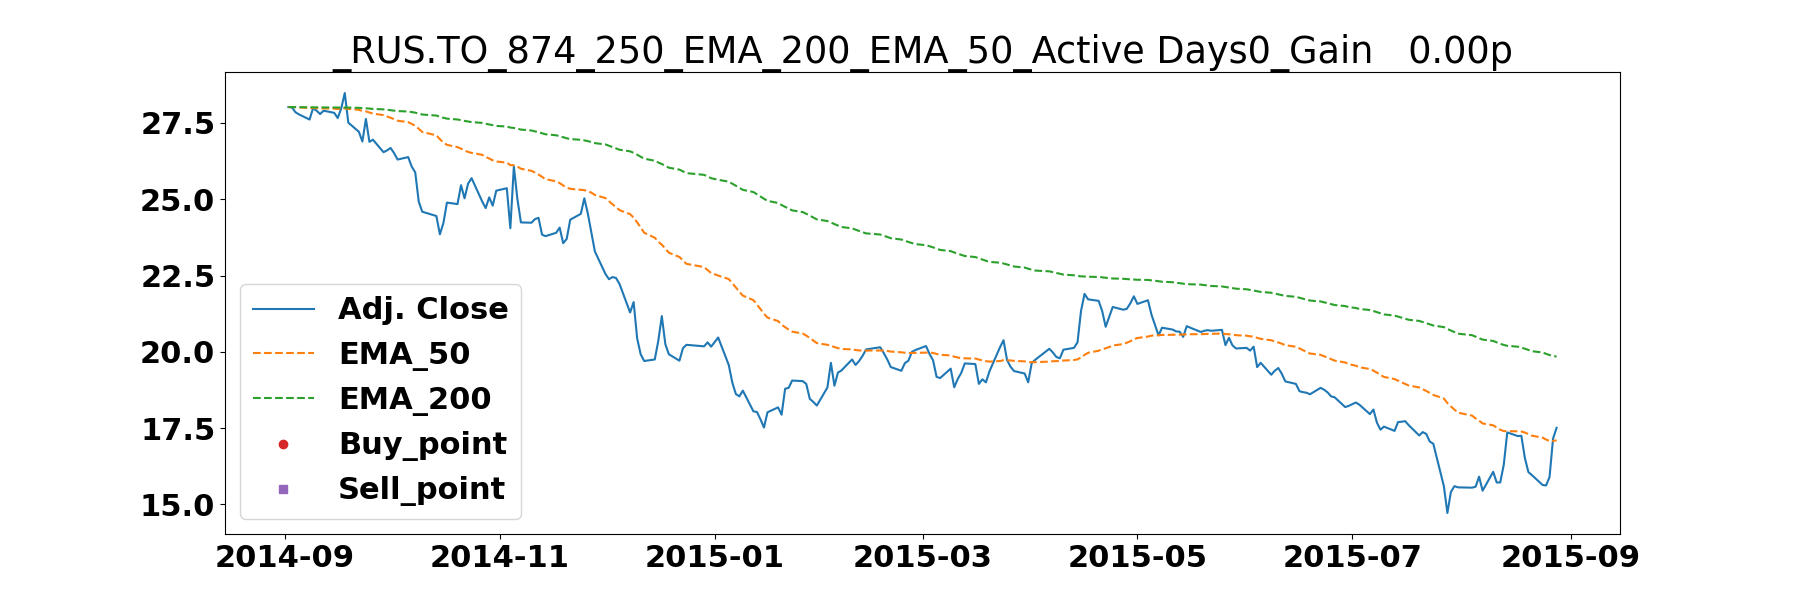 _RUS.TO_874_250_EMA_200_EMA_50_Active Days0_Gain   0.00p
27.5
25.0
22.5
20.0
17.5
15.0
Adj. Close
EMA_50
EMA_200
Buy_point
Sell_point
2014-09 2014-11 2015-01 2015-03 2015-05 2015-07 2015-09